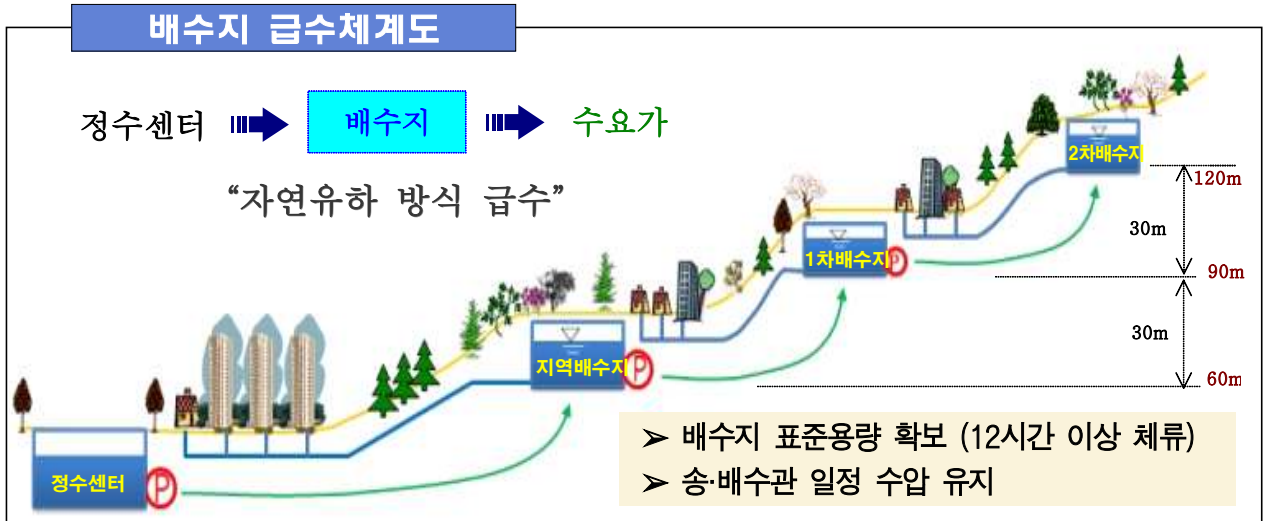 배수지 급수체계도
정수센터 배수지 수요가
“자연유하 방식 급수”
2차배수지
120m
30m
1차배수지 P
90m
30m
지역배수지 P
60m
정수센터 P
➢ 배수지 표준용량 확보 (12시간 이상 체류)
➢ 송·배수관 일정 수압 유지